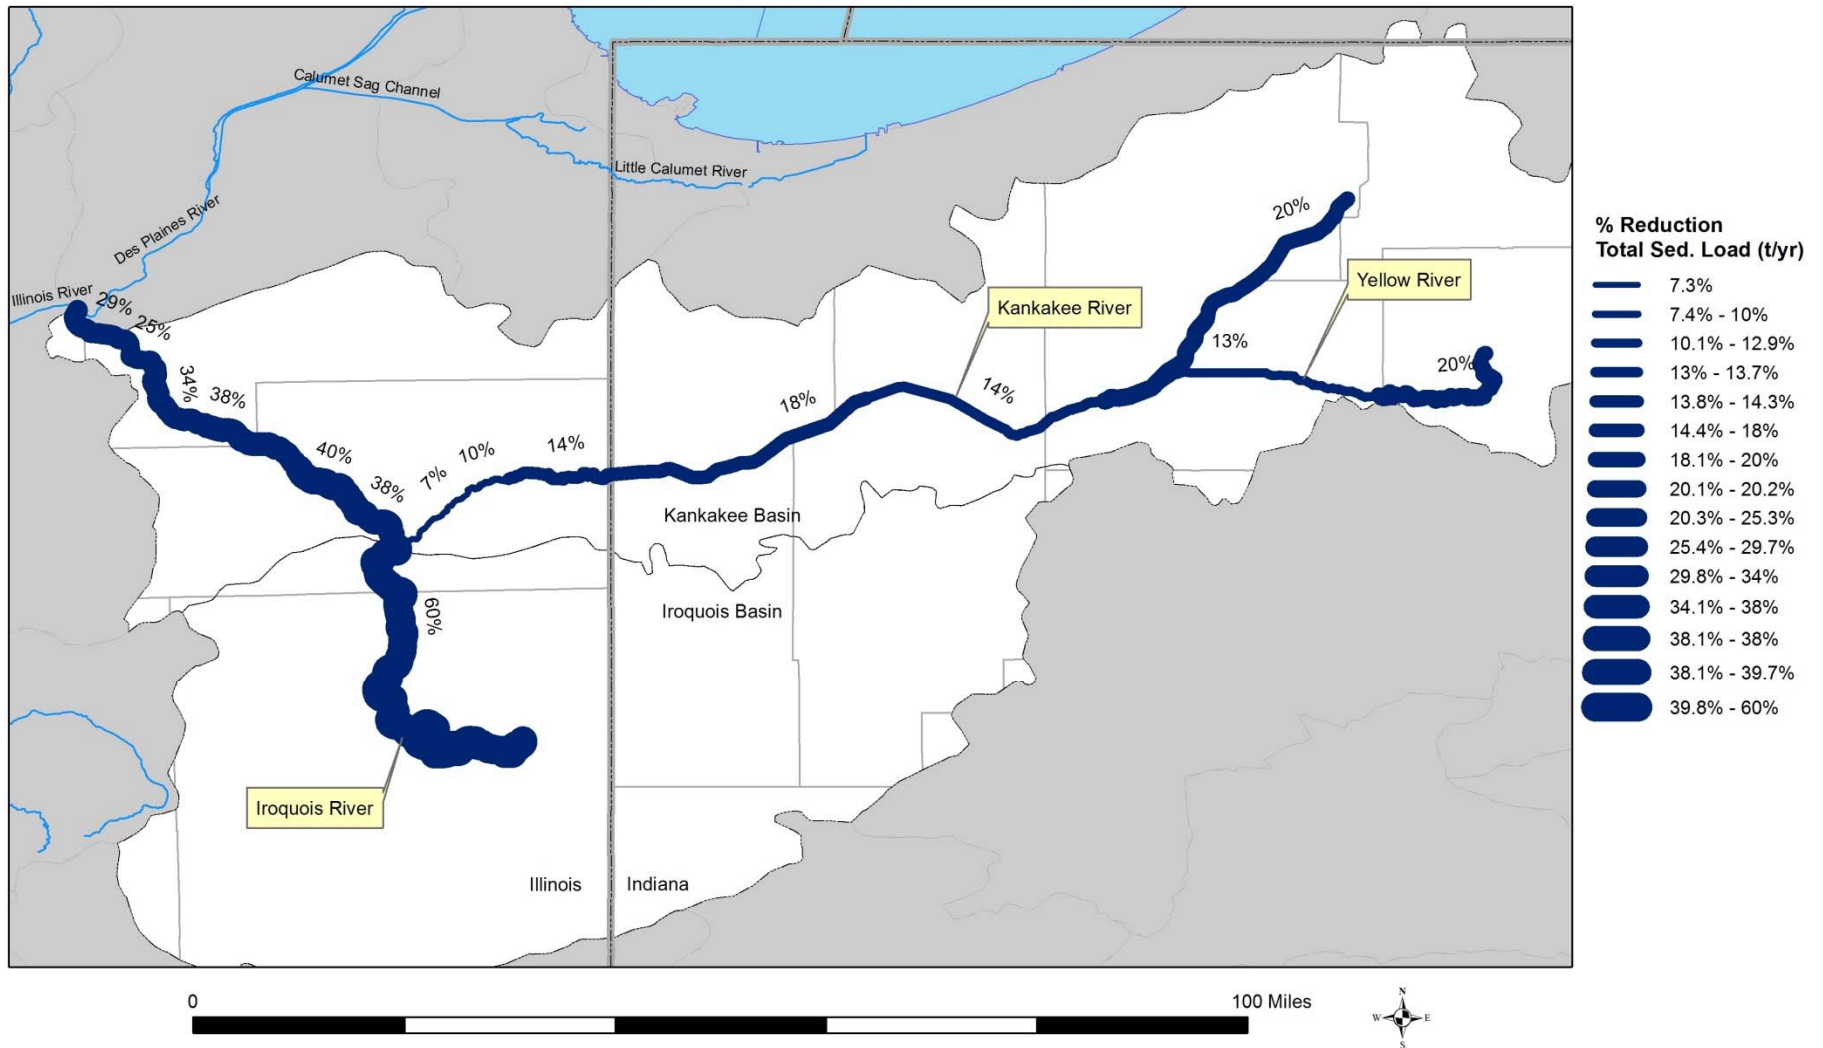 Calumet Sag Channel
Little Calumet River
Des Plaines River
Illinois River
29%
25%
34%
38%
40%
38%
7%
10%
14%
18%
14%
13%
20%
20%
60%
Kankakee River
Yellow River
Iroquois River
Kankakee Basin
Iroquois Basin
Illinois
Indiana
% Reduction
Total Sed. Load (t/yr)
7.3%
7.4% - 10%
10.1% - 12.9%
13% - 13.7%
13.8% - 14.3%
14.4% - 18%
18.1% - 20%
20.1% - 20.2%
20.3% - 25.3%
25.4% - 29.7%
29.8% - 34%
34.1% - 38%
38.1% - 38%
38.1% - 39.7%
39.8% - 60%
0
100 Miles
N
W
E
S